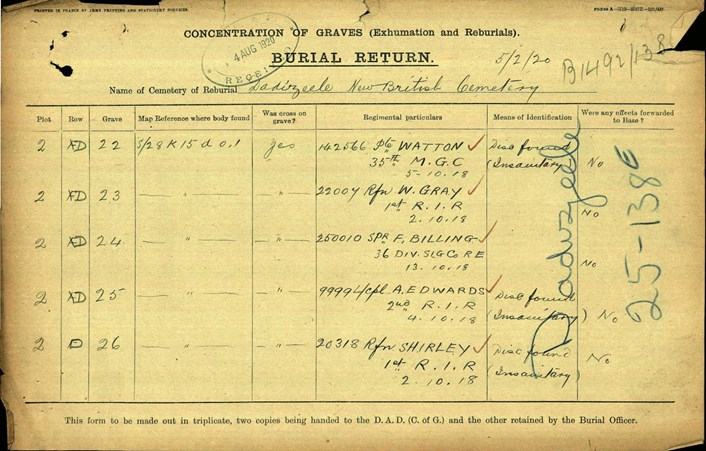 PRINTED IN FRANCE BY ARMY PRINTING AND STATIONERY SERVICES.
CONCENTRATION OF GRAVES (Exhumation and Reburials).
4 AUG 1920
BURIAL RETURN.
5/2/20
B1492/138
Name of Cemetery of Reburial Dadizeele New British Cemetery
Plot Row Grave Map Reference where body found Was cross on grave? Regimental particulars Means of Identification Were any effects forwarded to Base?
2 D 22 S/28 K 15 d 0.1 yes 142566 Pte WATTON Disc found
35th M.G.C (Insanitary No
5-10.18
2 D 23 — " — — " — 22007 Rfn W. GRAY
1st R.I.R
2.10.18 No
2 D 24 — " — — " — 250010 SPR F. BILLING
36 DIV. SLG Co R E
13.10.18 No
2 D 25 — " — — " — 9999 L/cpl A. EDWARDS Disc found
2nd R.I.R (Insanitary) No
4.10.18
2 D 26 — " — — " — 20318 Rfn SHIRLEY Disc found No
1st R.I.R (Insanitary)
2.10.18
Dadizeele
25-138E
This form to be made out in triplicate, two copies being handed to the D.A.D. (C. of G.) and the other retained by the Burial Officer.